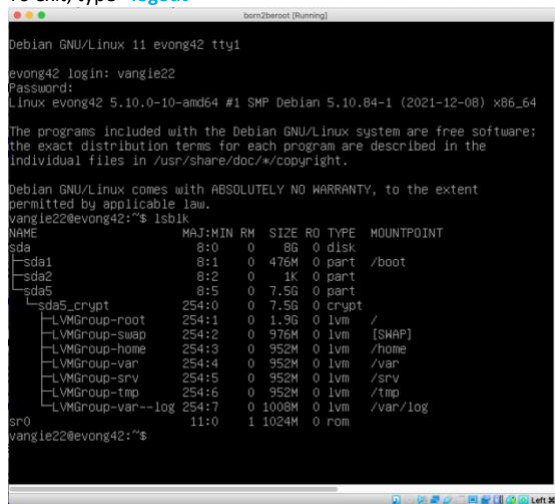 To exit, type "logout"
born2beroot [Running]
Debian GNU/Linux 11 evong42 tty1
evong42 login: vangie22
Password:
Linux evong42 5.10.0-10-amd64 #1 SMP Debian 5.10.84-1 (2021-12-08) x86_64
The programs included with the Debian GNU/Linux system are free software;
the exact distribution terms for each program are described in the
individual files in /usr/share/doc/*/copyright.
Debian GNU/Linux comes with ABSOLUTELY NO WARRANTY, to the extent
permitted by applicable law.
vangie22@evong42:~$ lsblk
NAME MAJ:MIN RM SIZE RO TYPE MOUNTPOINT
sda 8:0 0 8G 0 disk
├─sda1 8:1 0 476M 0 part /boot
├─sda2 8:2 0 1K 0 part
└─sda5 8:5 0 7.5G 0 part
└─sda5_crypt 254:0 0 7.5G 0 crypt
├─LVMGroup-root 254:1 0 1.9G 0 lvm /
├─LVMGroup-swap 254:2 0 976M 0 lvm [SWAP]
├─LVMGroup-home 254:3 0 952M 0 lvm /home
├─LVMGroup-var 254:4 0 952M 0 lvm /var
├─LVMGroup-srv 254:5 0 952M 0 lvm /srv
├─LVMGroup-tmp 254:6 0 952M 0 lvm /tmp
└─LVMGroup-var--log 254:7 0 1008M 0 lvm /var/log
sr0 11:0 1 1024M 0 rom
vangie22@evong42:~$
Left ⌘